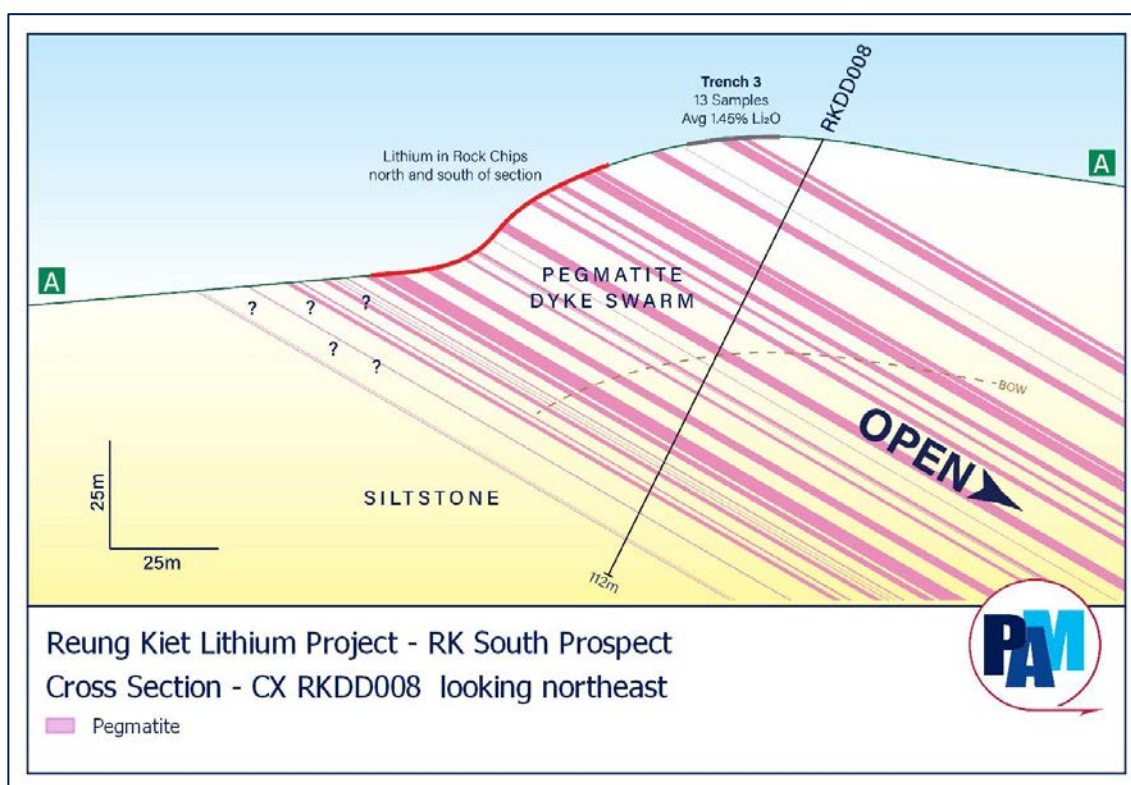 RKDD008
Trench 3
13 Samples
Avg 1.45% Li₂O
Lithium in Rock Chips
north and south of section
A
A
PEGMATITE
DYKE SWARM
? ? ?
? ?
BOW
OPEN
SILTSTONE
25m
25m
112m
Reung Kiet Lithium Project - RK South Prospect
Cross Section - CX RKDD008 looking northeast
Pegmatite
PAM